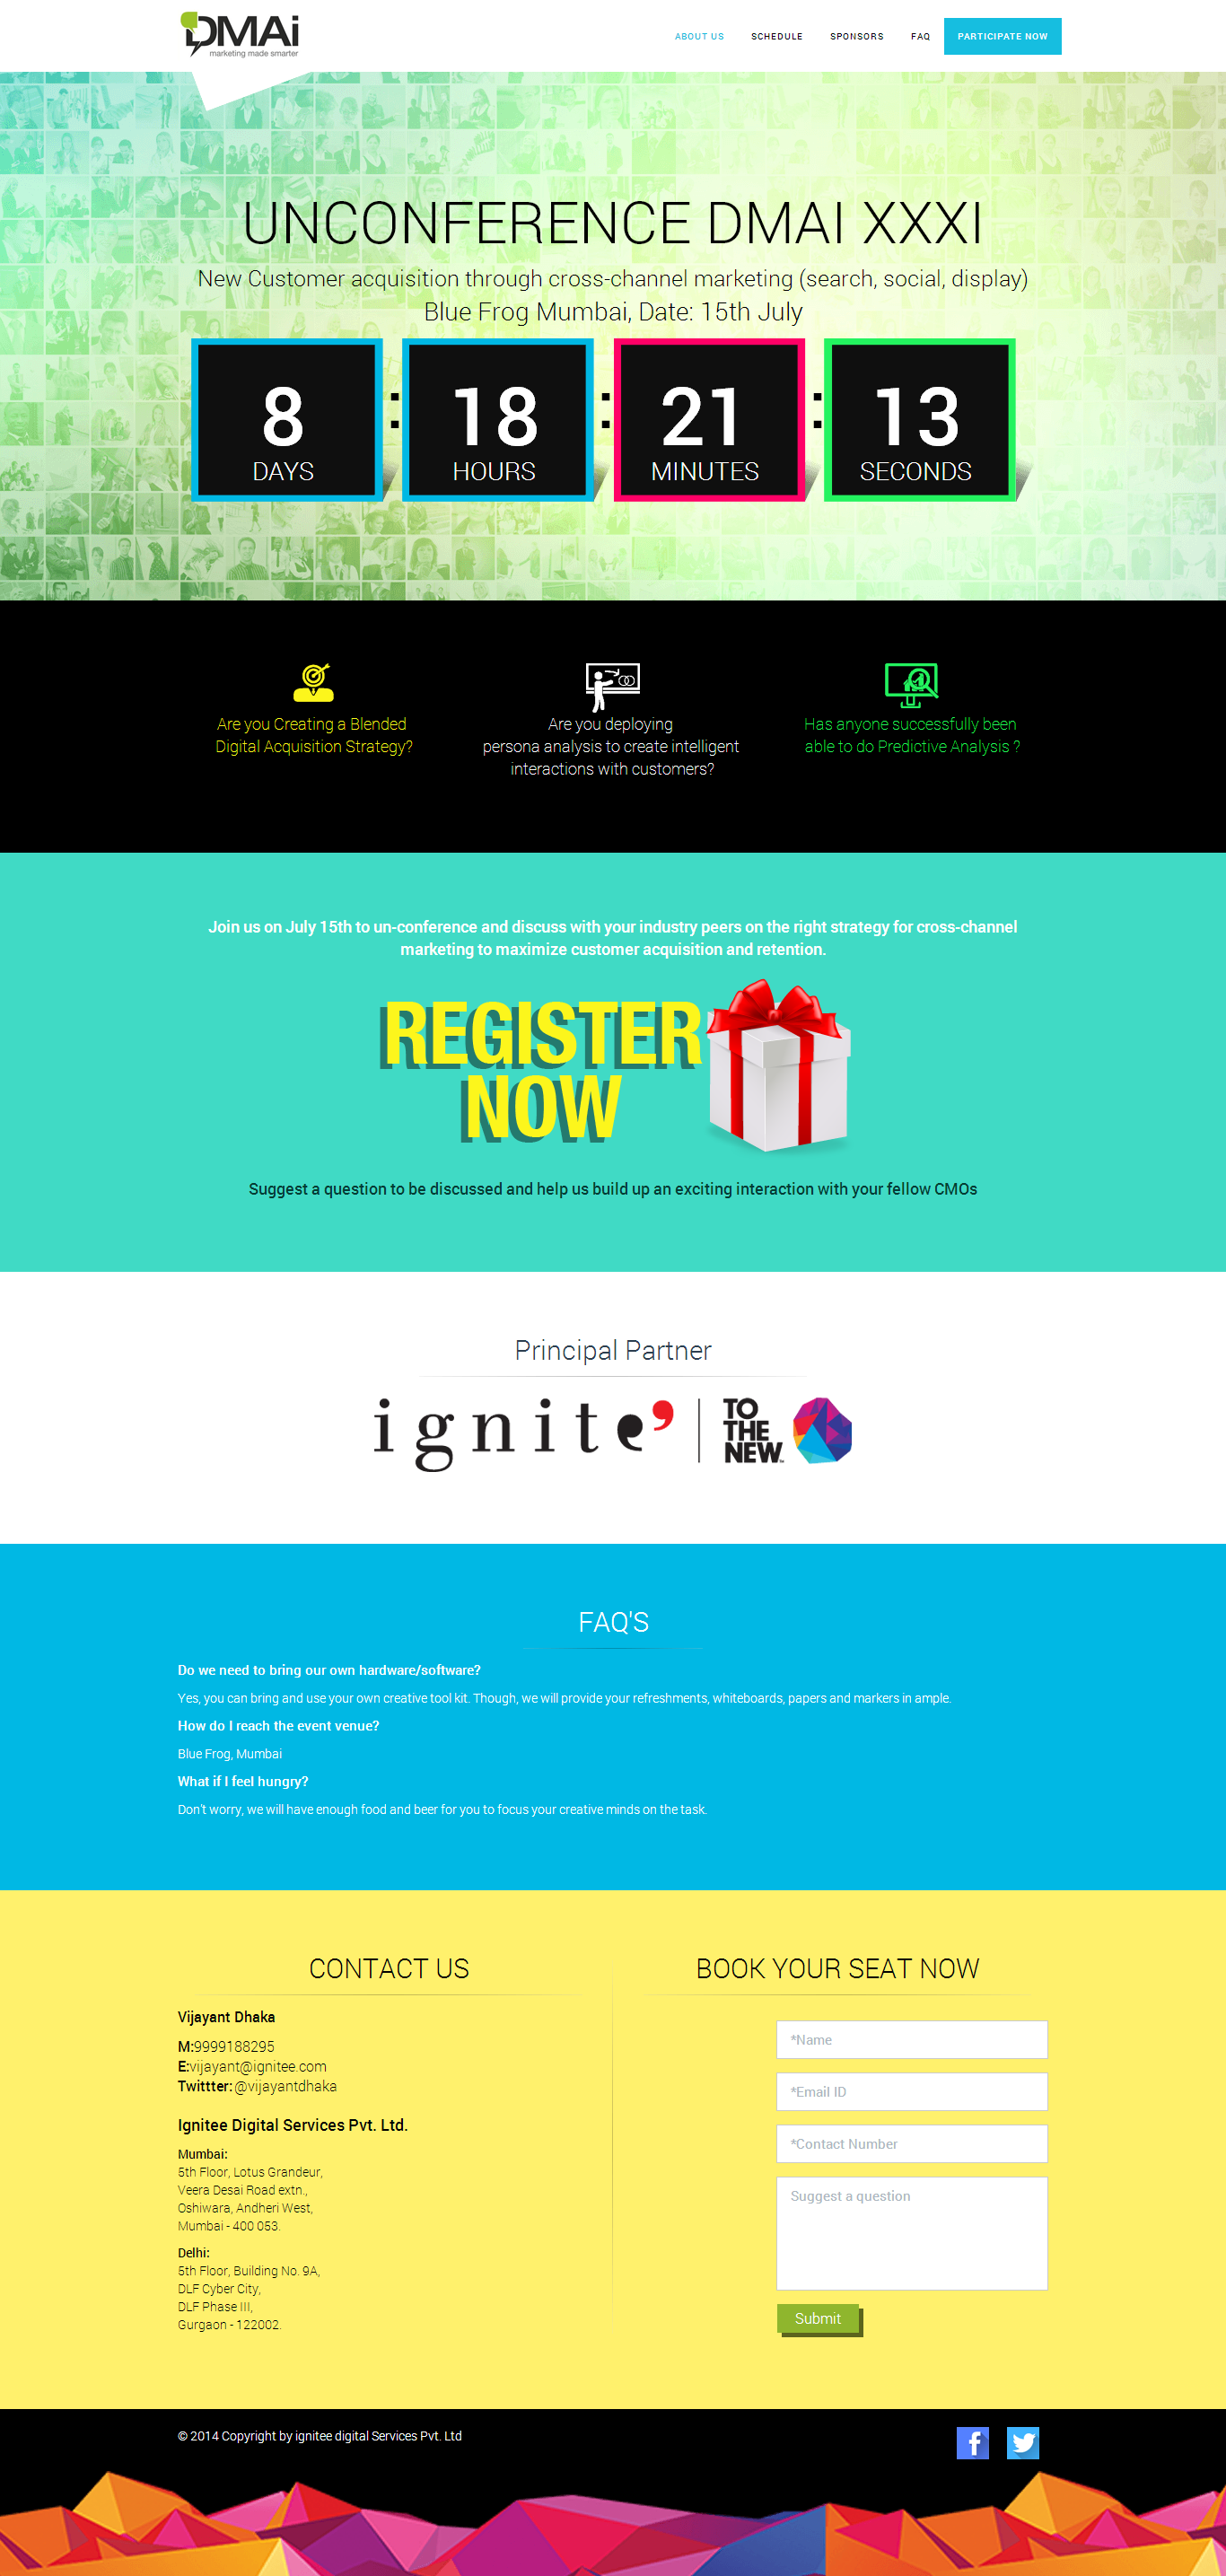 DMAi
marketing made smarter
ABOUT US SCHEDULE SPONSORS FAQ PARTICIPATE NOW
UNCONFERENCE DMAI XXXI
New Customer acquisition through cross-channel marketing (search, social, display)
Blue Frog Mumbai, Date: 15th July
8 : 18 : 21 : 13
DAYS HOURS MINUTES SECONDS
Are you Creating a Blended
Digital Acquisition Strategy?
Are you deploying
persona analysis to create intelligent
interactions with customers?
Has anyone successfully been
able to do Predictive Analysis ?
Join us on July 15th to un-conference and discuss with your industry peers on the right strategy for cross-channel
marketing to maximize customer acquisition and retention.
REGISTER
NOW
Suggest a question to be discussed and help us build up an exciting interaction with your fellow CMOs
Principal Partner
ignite
TO
THE
NEW
FAQ'S
Do we need to bring our own hardware/software?
Yes, you can bring and use your own creative tool kit. Though, we will provide your refreshments, whiteboards, papers and markers in ample.
How do I reach the event venue?
Blue Frog, Mumbai
What if I feel hungry?
Don't worry, we will have enough food and beer for you to focus your creative minds on the task.
CONTACT US
Vijayant Dhaka
M:9999188295
E:vijayant@ignitee.com
Twittter: @vijayantdhaka
Ignitee Digital Services Pvt. Ltd.
Mumbai:
5th Floor, Lotus Grandeur,
Veera Desai Road extn.,
Oshiwara, Andheri West,
Mumbai - 400 053.
Delhi:
5th Floor, Building No. 9A,
DLF Cyber City,
DLF Phase III,
Gurgaon - 122002.
BOOK YOUR SEAT NOW
*Name
*Email ID
*Contact Number
Suggest a question
Submit
© 2014 Copyright by ignitee digital Services Pvt. Ltd